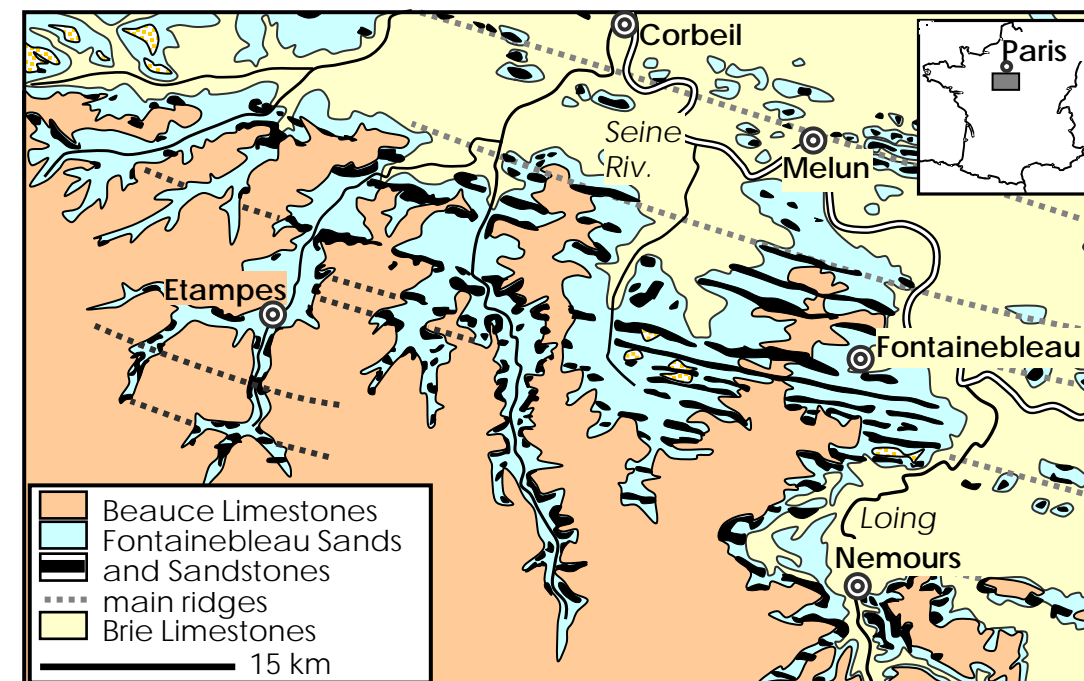 Corbeil
Paris
Seine
Riv.
Melun
Etampes
Fontainebleau
Loing
Nemours
Beauce Limestones
Fontainebleau Sands
and Sandstones
main ridges
Brie Limestones
15 km